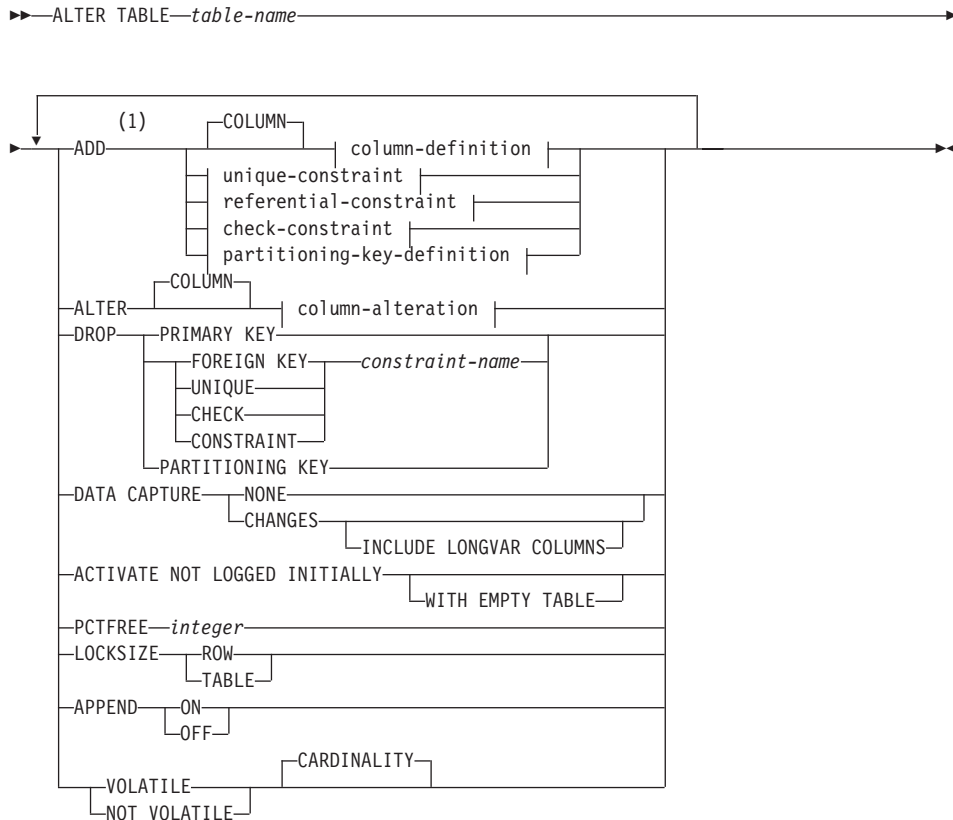 ALTER TABLE table-name
(1) COLUMN
ADD column-definition
unique-constraint
referential-constraint
check-constraint
partitioning-key-definition
COLUMN
ALTER column-alteration
DROP PRIMARY KEY
FOREIGN KEY constraint-name
UNIQUE
CHECK
CONSTRAINT
PARTITIONING KEY
DATA CAPTURE NONE
CHANGES
INCLUDE LONGVAR COLUMNS
ACTIVATE NOT LOGGED INITIALLY
WITH EMPTY TABLE
PCTFREE integer
LOCKSIZE ROW
TABLE
APPEND ON
OFF
CARDINALITY
VOLATILE
NOT VOLATILE